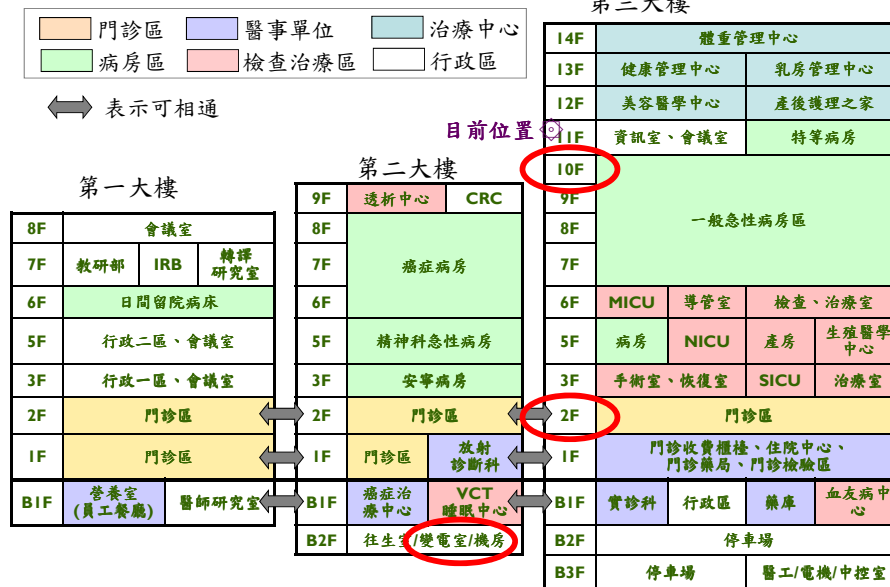 門診區 醫事單位 治療中心
病房區 檢查治療區 行政區
表示可相通
目前位置
第一大樓
8F 會議室
7F 教研部 IRB 轉譯
研究室
6F 日間留院病床
5F 行政二區、會議室
3F 行政一區、會議室
2F 門診區
1F 門診區
B1F 營養室
(員工餐廳) 醫師研究室
第二大樓
9F 透析中心 CRC
8F
7F 癌症病房
6F
5F 精神科急性病房
3F 安寧病房
2F 門診區
1F 門診區 放射
診斷科
B1F 癌症治
療中心 VCT
睡眠中心
B2F 往生室/變電室/機房
第三大樓
14F 體重管理中心
13F 健康管理中心 乳房管理中心
12F 美容醫學中心 產後護理之家
11F 資訊室、會議室 特等病房
10F
9F
8F 一般急性病房區
7F
6F MICU 導管室 檢查、治療室
5F 病房 NICU 產房 生殖醫學
中心
3F 手術室、恢復室 SICU 治療室
2F 門診區
1F 門診收費櫃檯、住院中心、
門診藥局、門診檢驗區
B1F 實診科 行政區 藥庫 血友病中
心
B2F 停車場
B3F 停車場 醫工/電機/中控室